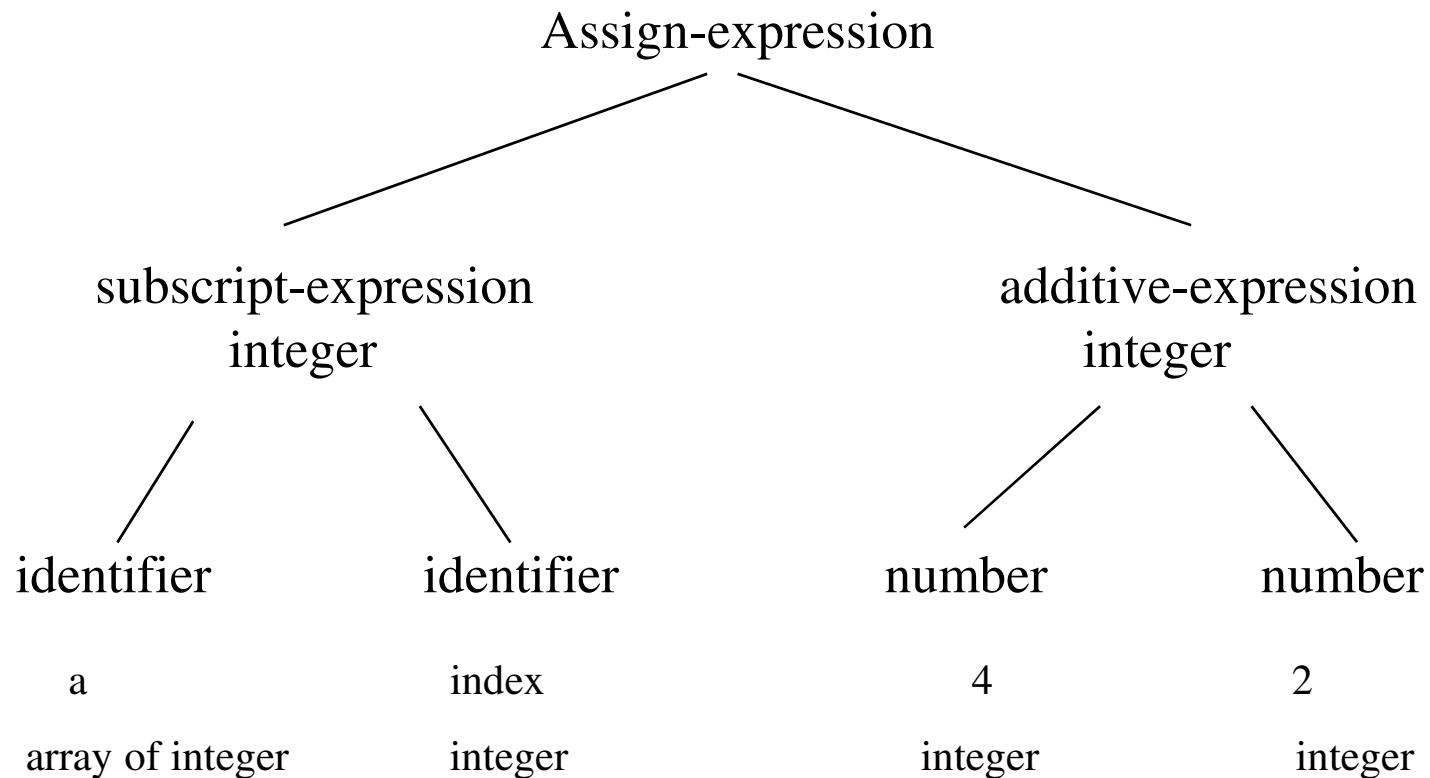 Assign-expression
subscript-expression additive-expression
integer integer
identifier identifier number number
a index 4 2
array of integer integer integer integer